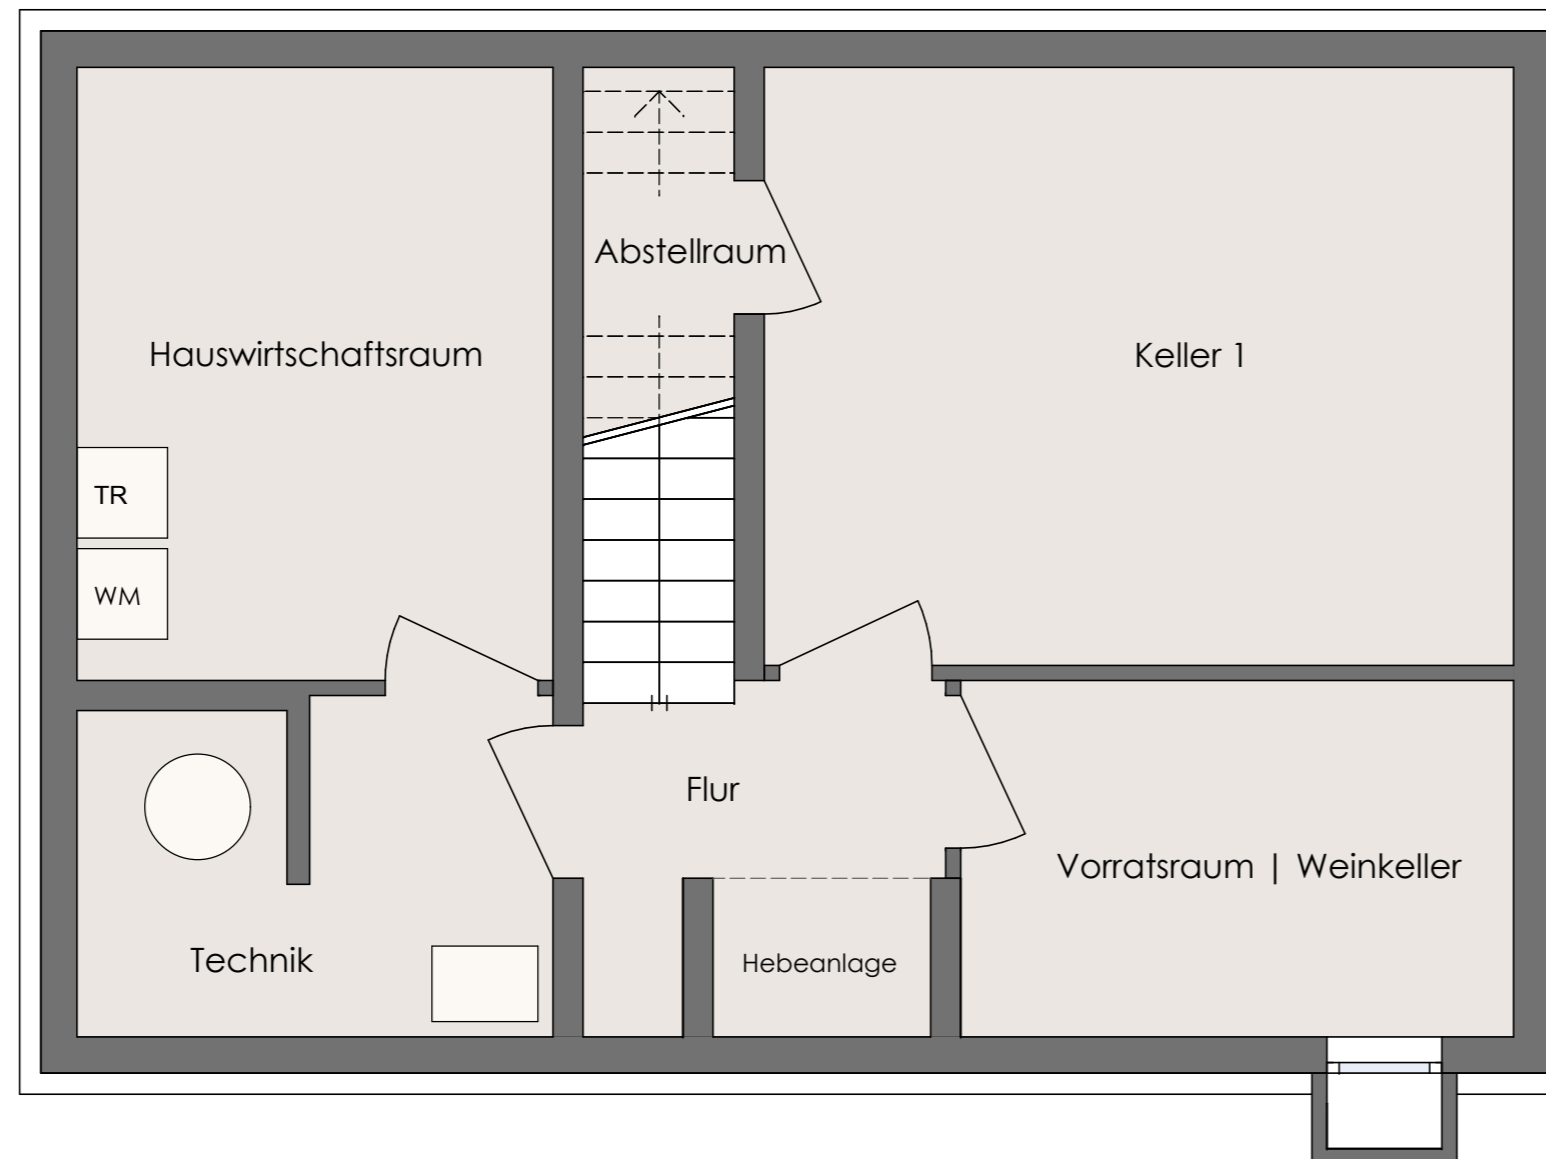 Abstellraum
Hauswirtschaftsraum
Keller 1
TR
WM
Flur
Vorratsraum | Weinkeller
Technik
Hebeanlage